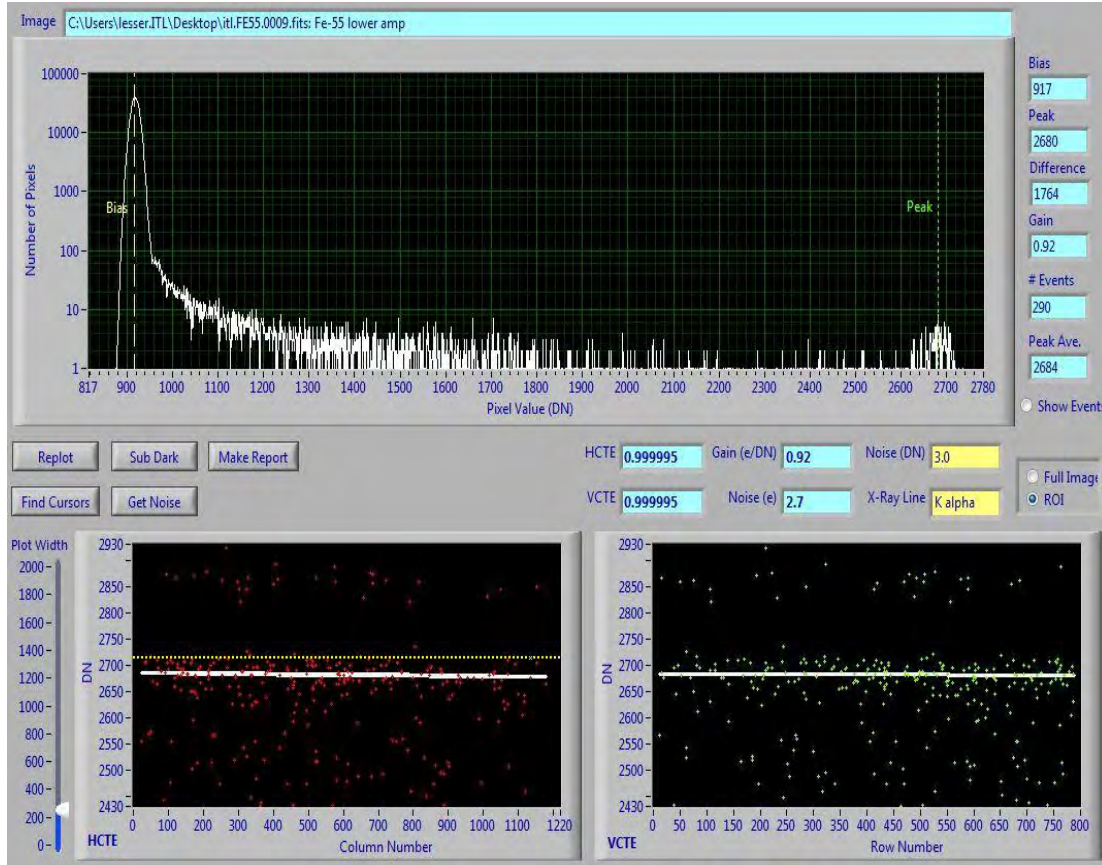 Image C:\Users\lesser.ITL\Desktop\itl.FE55.0009.fits: Fe-55 lower amp
Number of Pixels
100000
10000
1000
100
10
1
Bias
Peak
817 900 1000 1100 1200 1300 1400 1500 1600 1700 1800 1900 2000 2100 2200 2300 2400 2500 2600 2700 2780
Pixel Value (DN)
Bias
917
Peak
2680
Difference
1764
Gain
0.92
# Events
290
Peak Ave.
2684
Show Event
Replot Sub Dark Make Report
Find Cursors Get Noise
HCTE 0.999995 Gain (e/DN) 0.92 Noise (DN) 3.0
VCTE 0.999995 Noise (e) 2.7 X-Ray Line K alpha
Full Image
ROI
Plot Width
2000
1800
1600
1400
1200
1000
800
600
400
200
0
DN
2930
2850
2800
2750
2700
2650
2600
2550
2500
2430
0 100 200 300 400 500 600 700 800 900 1000 1100 1220
HCTE Column Number
DN
2930
2850
2800
2750
2700
2650
2600
2550
2500
2430
0 50 100 150 200 250 300 350 400 450 500 550 600 650 700 750 800
VCTE Row Number